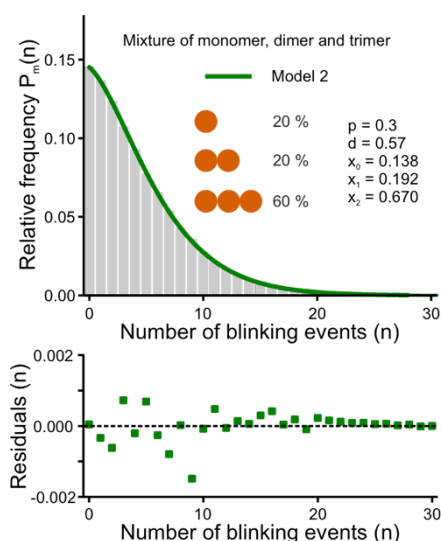 Mixture of monomer, dimer and trimer
Model 2
20 %
20 %
60 %
p = 0.3
d = 0.57
x₀ = 0.138
x₁ = 0.192
x₂ = 0.670
Relative frequency Pₘ(n)
0.15
0.10
0.05
0.00
0 10 20 30
Number of blinking events (n)
Residuals (n)
0.002
0.000
-0.002
0 10 20 30
Number of blinking events (n)